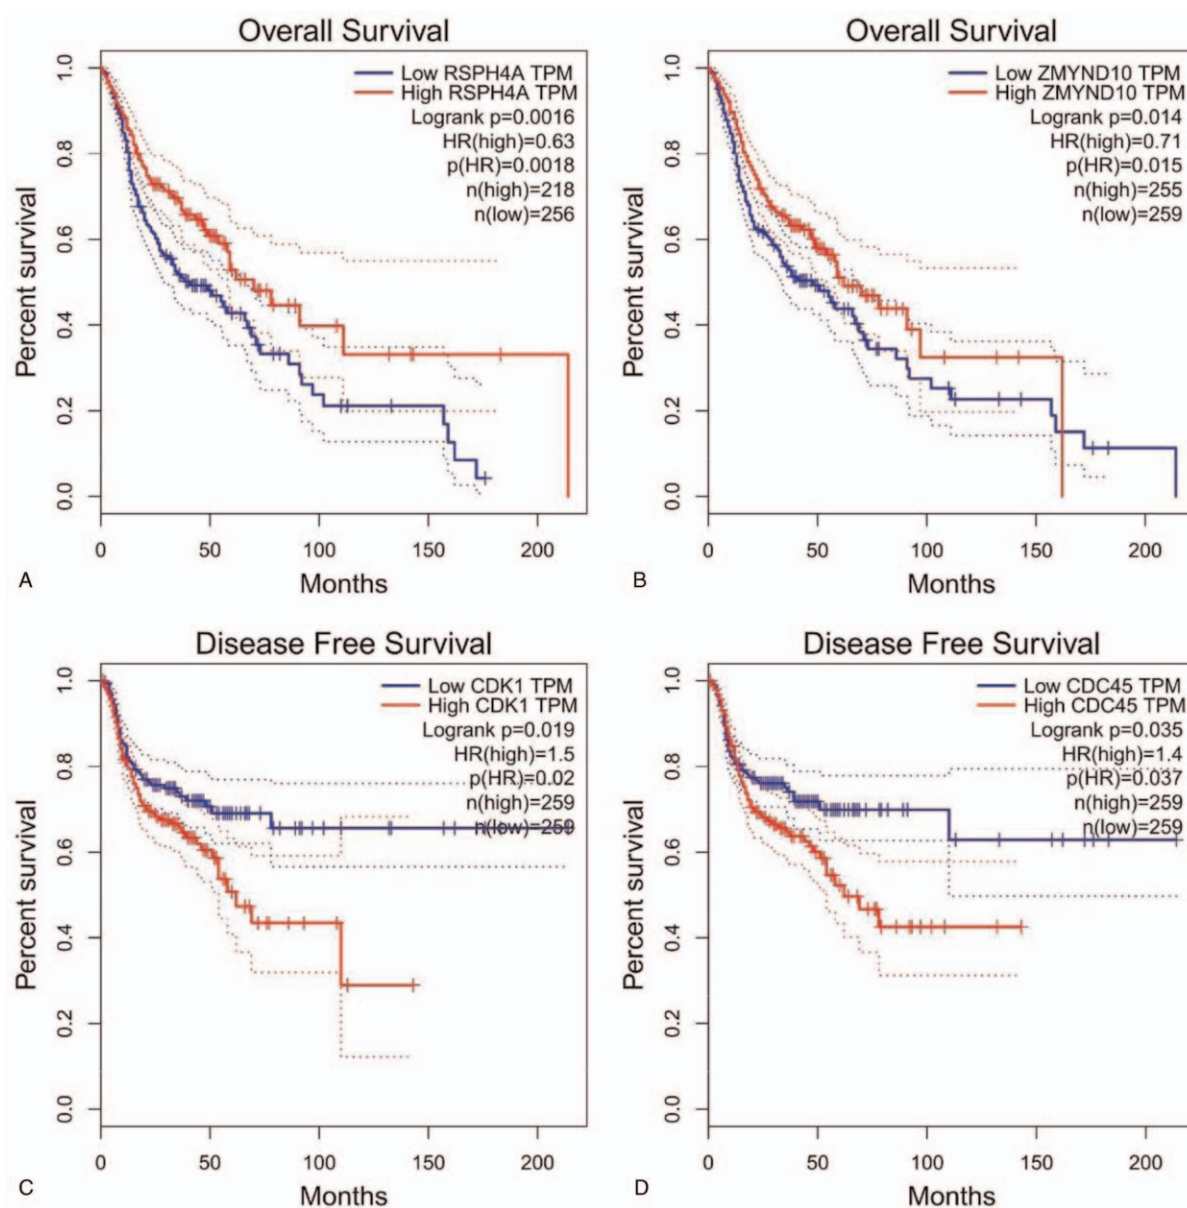 Overall Survival
Low RSPH4A TPM
High RSPH4A TPM
Logrank p=0.0016
HR(high)=0.63
p(HR)=0.0018
n(high)=218
n(low)=256
Percent survival
1.0
0.8
0.6
0.4
0.2
0.0
0 50 100 150 200
Months
A
Overall Survival
Low ZMYND10 TPM
High ZMYND10 TPM
Logrank p=0.014
HR(high)=0.71
p(HR)=0.015
n(high)=255
n(low)=259
Percent survival
1.0
0.8
0.6
0.4
0.2
0.0
0 50 100 150 200
Months
B
Disease Free Survival
Low CDK1 TPM
High CDK1 TPM
Logrank p=0.019
HR(high)=1.5
p(HR)=0.02
n(high)=259
n(low)=259
Percent survival
1.0
0.8
0.6
0.4
0.2
0.0
0 50 100 150 200
Months
C
Disease Free Survival
Low CDC45 TPM
High CDC45 TPM
Logrank p=0.035
HR(high)=1.4
p(HR)=0.037
n(high)=259
n(low)=259
Percent survival
1.0
0.8
0.6
0.4
0.2
0.0
0 50 100 150 200
Months
D